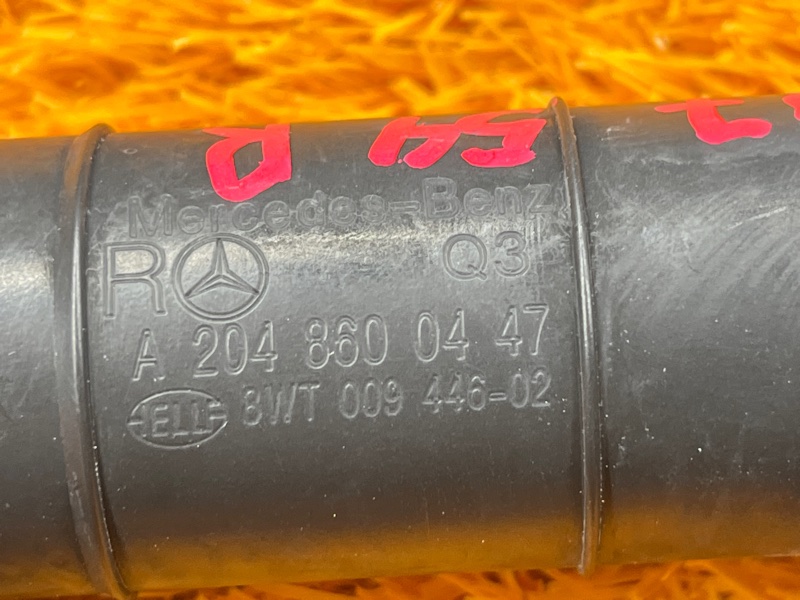 Mercedes-Benz
R Q3
A 204 860 04 47
HELLA 8WT 009 446-02